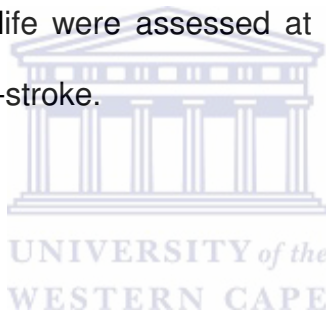 life were assessed at
-stroke.
UNIVERSITY of the
WESTERN CAPE